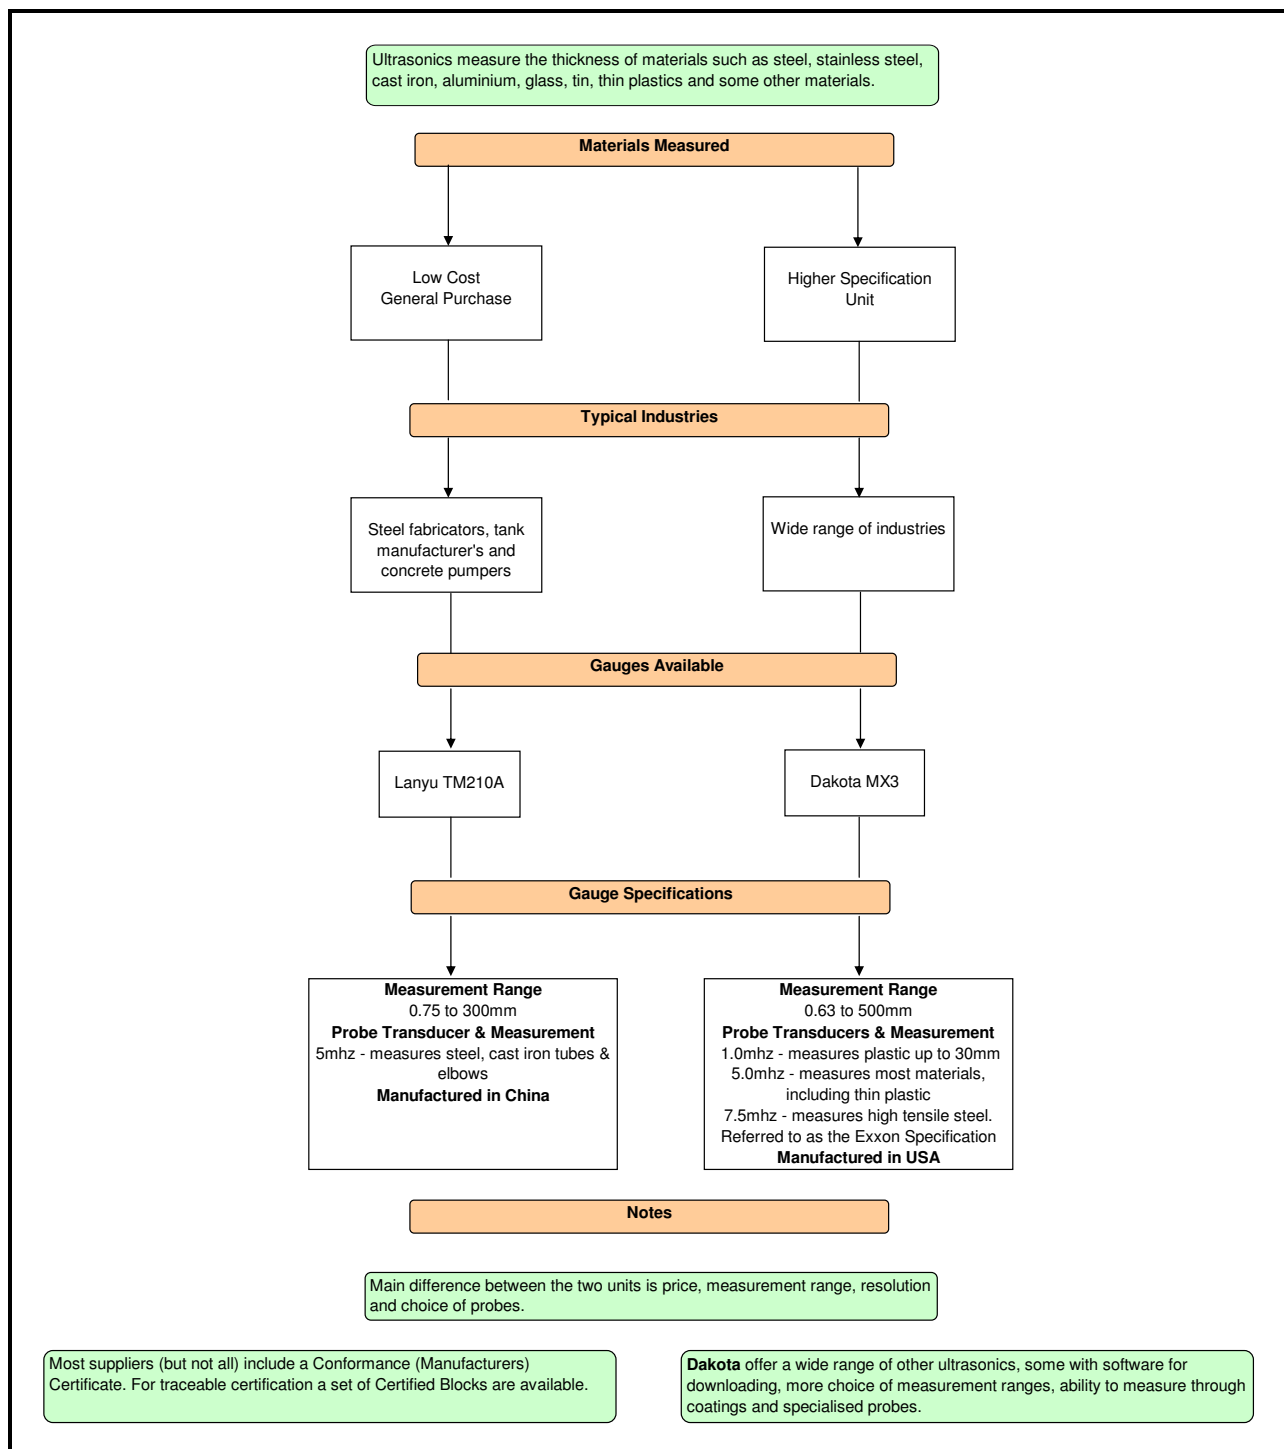 Ultrasonics measure the thickness of materials such as steel, stainless steel,
cast iron, aluminium, glass, tin, thin plastics and some other materials.
Materials Measured
Low Cost
General Purchase
Higher Specification
Unit
Typical Industries
Steel fabricators, tank
manufacturer's and
concrete pumpers
Wide range of industries
Gauges Available
Lanyu TM210A
Dakota MX3
Gauge Specifications
Measurement Range
0.75 to 300mm
Probe Transducer & Measurement
5mhz - measures steel, cast iron tubes &
elbows
Manufactured in China
Measurement Range
0.63 to 500mm
Probe Transducers & Measurement
1.0mhz - measures plastic up to 30mm
5.0mhz - measures most materials,
including thin plastic
7.5mhz - measures high tensile steel.
Referred to as the Exxon Specification
Manufactured in USA
Notes
Main difference between the two units is price, measurement range, resolution
and choice of probes.
Most suppliers (but not all) include a Conformance (Manufacturers)
Certificate. For traceable certification a set of Certified Blocks are available.
Dakota offer a wide range of other ultrasonics, some with software for
downloading, more choice of measurement ranges, ability to measure through
coatings and specialised probes.